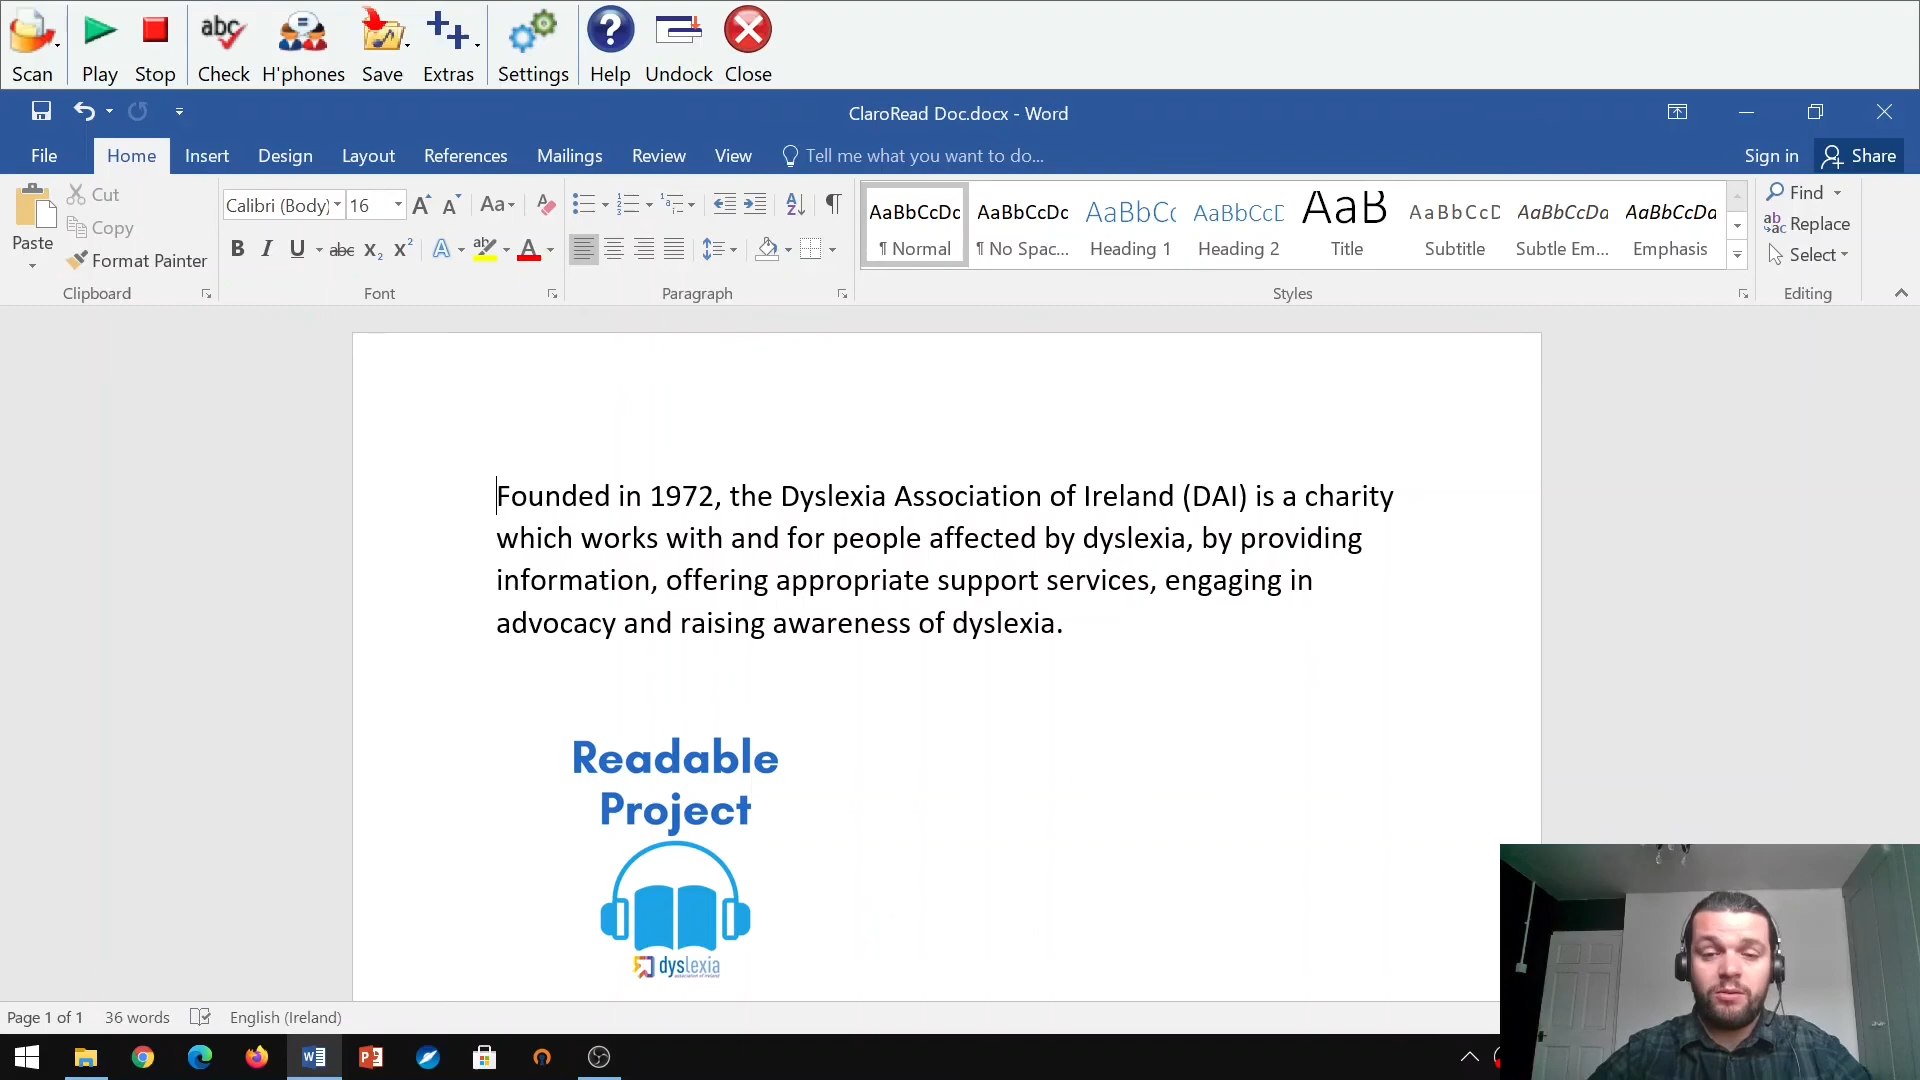 Scan Play Stop Check H'phones Save Extras Settings Help Undock Close
ClaroRead Doc.docx - Word
File Home Insert Design Layout References Mailings Review View Tell me what you want to do... Sign in Share
Paste
Cut
Copy
Format Painter
Clipboard
Calibri (Body) 16
Font
Paragraph
AaBbCcDc AaBbCcDc AaBbCc AaBbCcD AaB AaBbCcD AaBbCcDa AaBbCcDa
¶ Normal ¶ No Spac... Heading 1 Heading 2 Title Subtitle Subtle Em... Emphasis
Styles
Find
Replace
Select
Editing
Founded in 1972, the Dyslexia Association of Ireland (DAI) is a charity
which works with and for people affected by dyslexia, by providing
information, offering appropriate support services, engaging in
advocacy and raising awareness of dyslexia.
Readable
Project
dyslexia
association of ireland
Page 1 of 1 36 words English (Ireland)